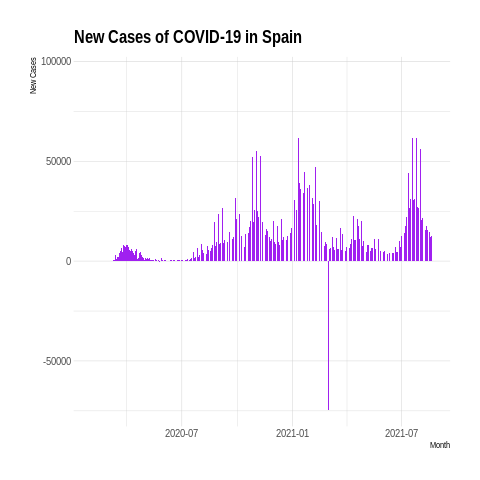 New Cases of COVID-19 in Spain
New Cases
100000
50000
0
-50000
2020-07
2021-01
2021-07
Month